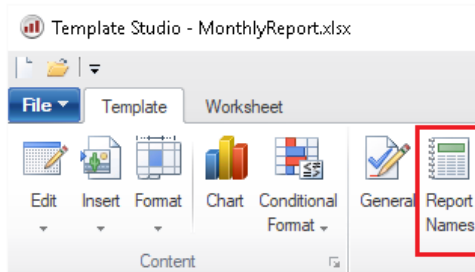 Template Studio - MonthlyReport.xlsx
File Template Worksheet
Edit Insert Format Chart Conditional Format General Report Names
Content